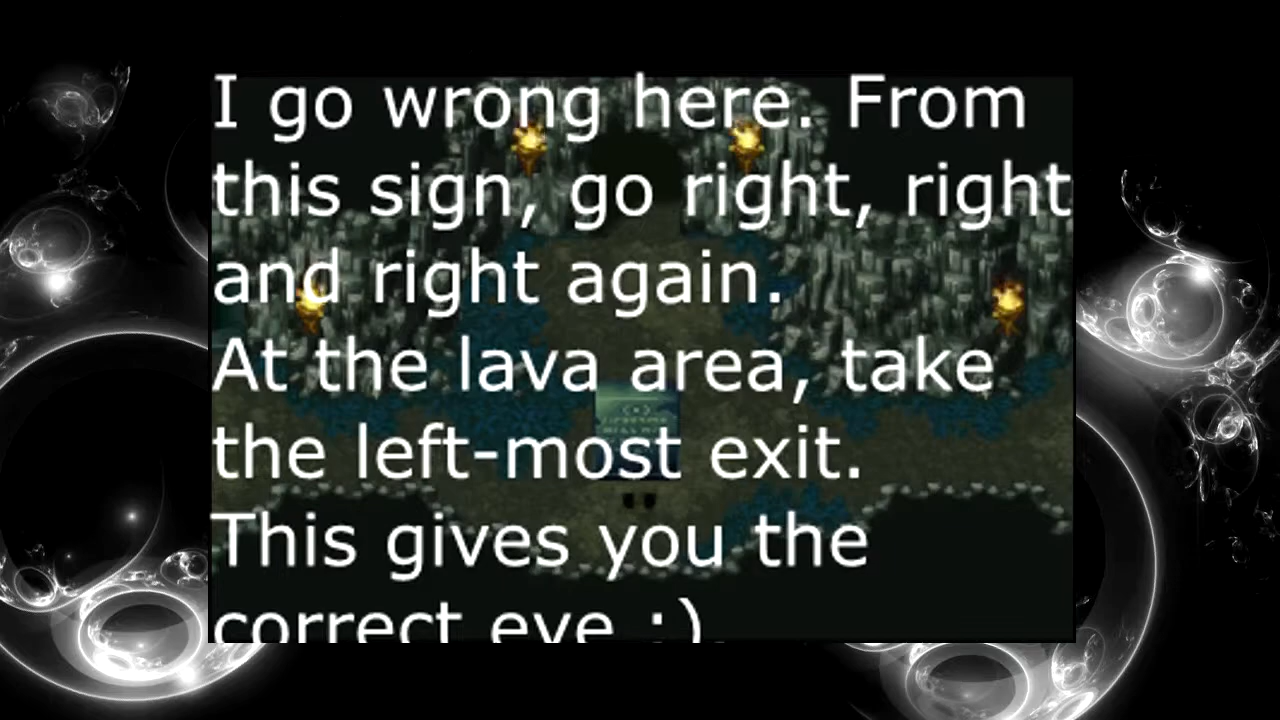 I go wrong here. From
this sign, go right, right
and right again.
At the lava area, take
the left-most exit.
This gives you the
correct eye :).